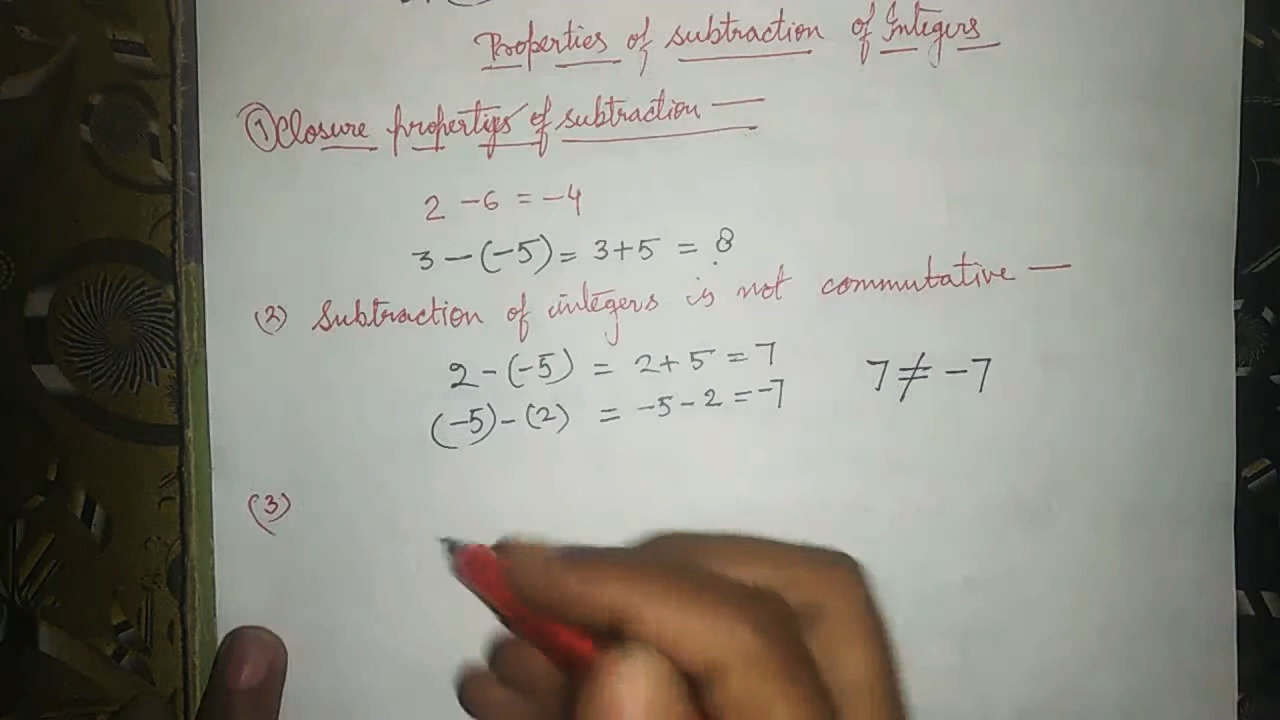 Properties of subtraction of Integers
① Closure properties of subtraction —
2 - 6 = -4
3 - (-5) = 3+5 = 8
(2) Subtraction of integers is not commutative —
2 - (-5) = 2+5 = 7 7 ≠ -7
(-5) - (2) = -5 - 2 = -7
(3)